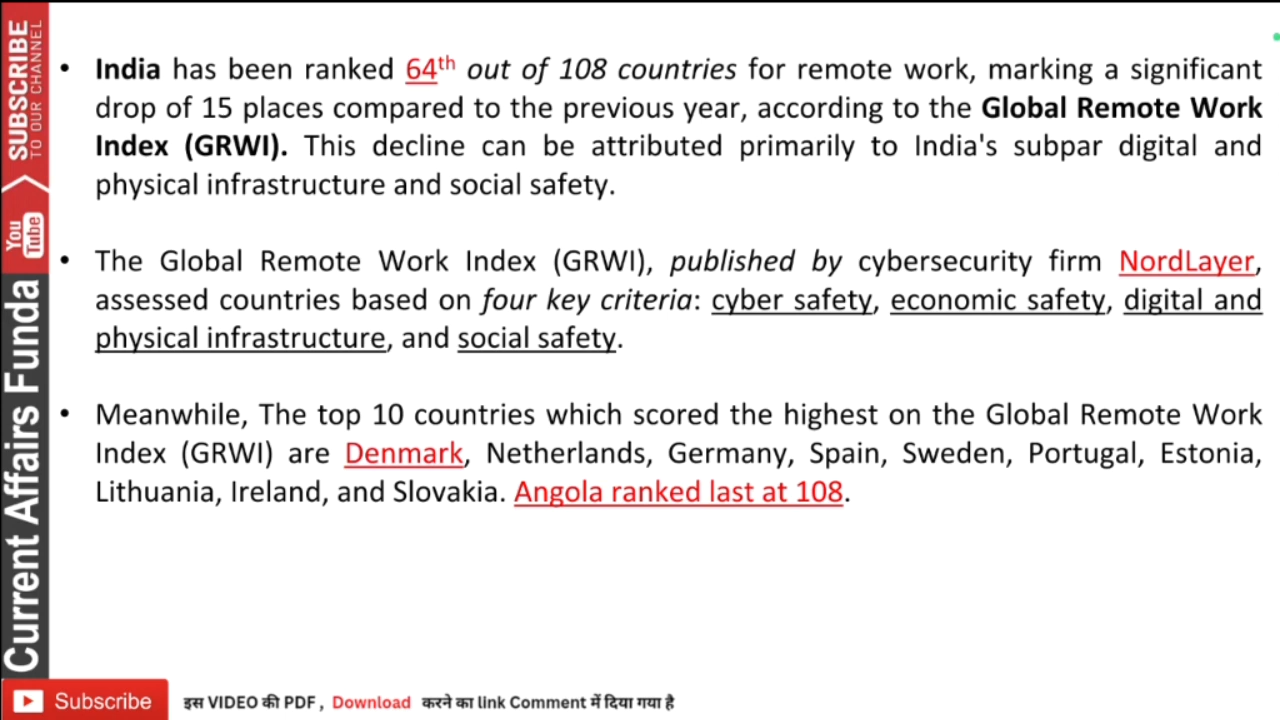 • India has been ranked 64th out of 108 countries for remote work, marking a significant
drop of 15 places compared to the previous year, according to the Global Remote Work
Index (GRWI). This decline can be attributed primarily to India's subpar digital and
physical infrastructure and social safety.
• The Global Remote Work Index (GRWI), published by cybersecurity firm NordLayer,
assessed countries based on four key criteria: cyber safety, economic safety, digital and
physical infrastructure, and social safety.
• Meanwhile, The top 10 countries which scored the highest on the Global Remote Work
Index (GRWI) are Denmark, Netherlands, Germany, Spain, Sweden, Portugal, Estonia,
Lithuania, Ireland, and Slovakia. Angola ranked last at 108.
SUBSCRIBE
TO OUR CHANNEL
You
Tube
Current Affairs Funda
Subscribe
इस VIDEO की PDF , Download करने का link Comment में दिया गया है